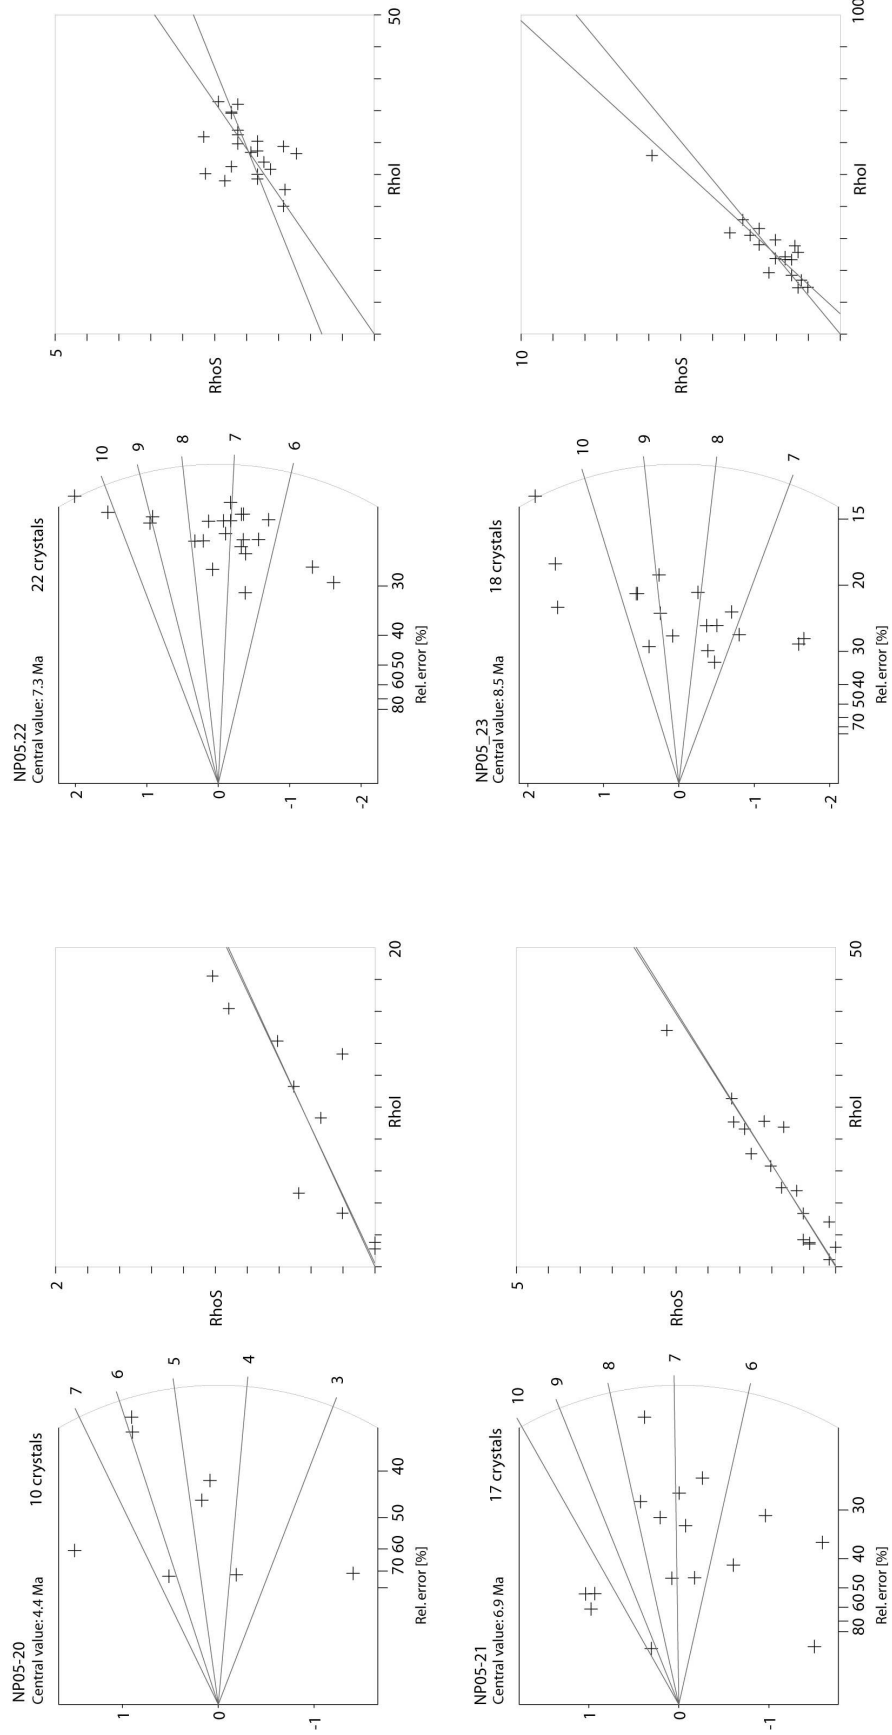 NP05-20
Central value: 4.4 Ma
10 crystals
1
0
-1
7
6
5
4
3
70 60 50 40
Rel. error [%]
2
RhoS
RhoI
20
NP05.22
Central value: 7.3 Ma
22 crystals
2
1
0
-1
-2
10
9
8
7
6
80 60 50 40 30
Rel. error [%]
5
RhoS
RhoI
50
NP05-21
Central value: 6.9 Ma
17 crystals
1
0
-1
10
9
8
7
6
80 60 50 40 30
Rel. error [%]
5
RhoS
RhoI
50
NP05_23
Central value: 8.5 Ma
18 crystals
2
1
0
-1
-2
10
9
8
7
70 50 40 30 20 15
Rel. error [%]
10
RhoS
RhoI
100